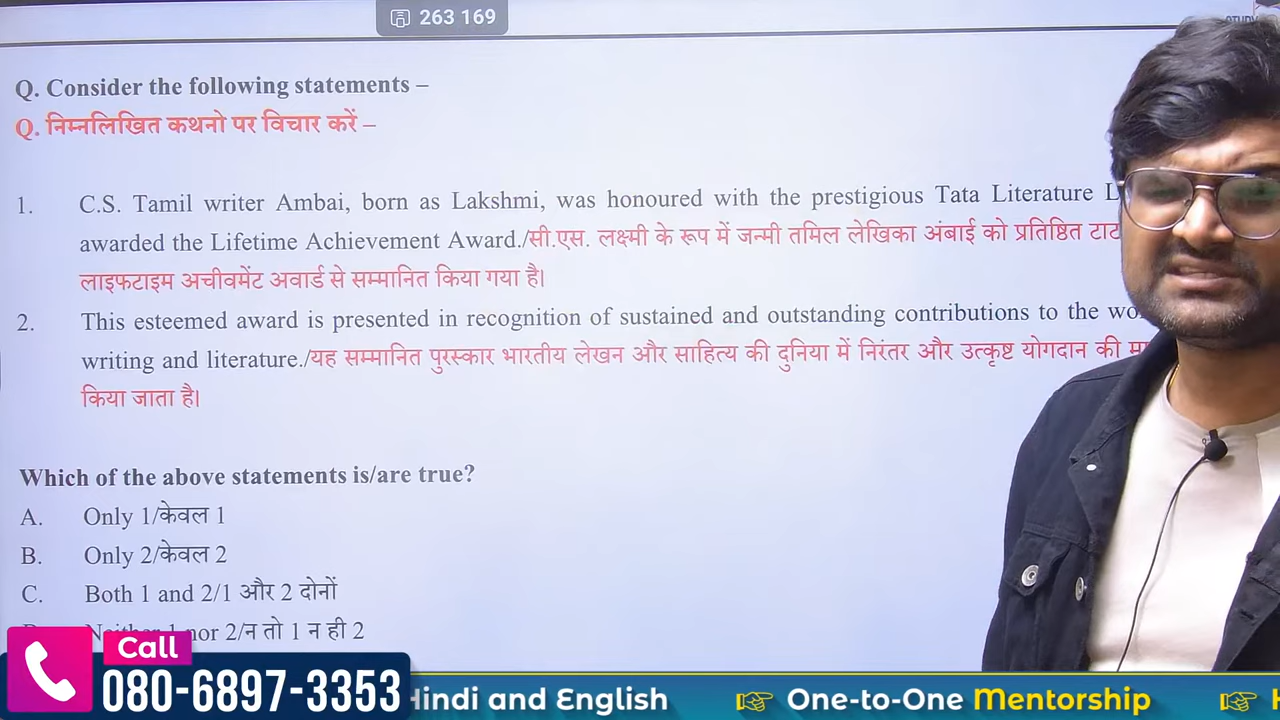 263 169
Q. Consider the following statements –
Q. निम्नलिखित कथनो पर विचार करें –
1. C.S. Tamil writer Ambai, born as Lakshmi, was honoured with the prestigious Tata Literature
awarded the Lifetime Achievement Award./सी.एस. लक्ष्मी के रूप में जन्मी तमिल लेखिका अंबाई को प्रतिष्ठित
लाइफटाइम अचीवमेंट अवार्ड से सम्मानित किया गया है।
2. This esteemed award is presented in recognition of sustained and outstanding contributions to the
writing and literature./यह सम्मानित पुरस्कार भारतीय लेखन और साहित्य की दुनिया में निरंतर और उत्कृष्ट योगदान की
किया जाता है।
Which of the above statements is/are true?
A. Only 1/केवल 1
B. Only 2/केवल 2
C. Both 1 and 2/1 और 2 दोनों
Neither 1 nor 2/न तो 1 न ही 2
Call
080-6897-3353
Hindi and English One-to-One Mentorship